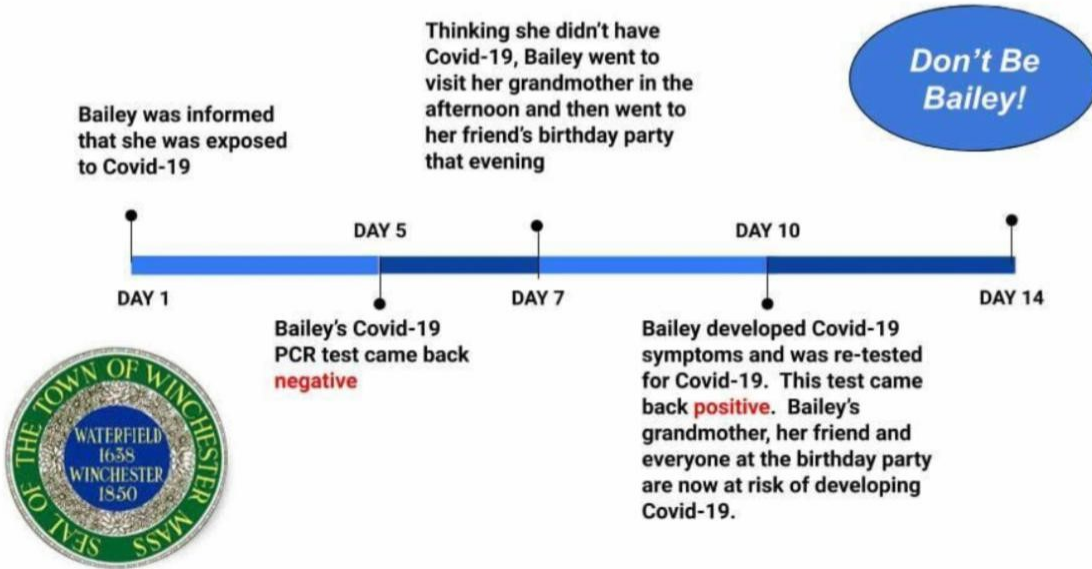 Thinking she didn't have
Covid-19, Bailey went to
visit her grandmother in the
afternoon and then went to
her friend's birthday party
that evening
Don't Be
Bailey!
Bailey was informed
that she was exposed
to Covid-19
DAY 5
DAY 10
DAY 1
DAY 7
DAY 14
Bailey's Covid-19
PCR test came back
negative
Bailey developed Covid-19
symptoms and was re-tested
for Covid-19. This test came
back positive. Bailey's
grandmother, her friend and
everyone at the birthday party
are now at risk of developing
Covid-19.
SEAL OF THE TOWN OF WINCHESTER MASS
WATERFIELD
1638
WINCHESTER
1850